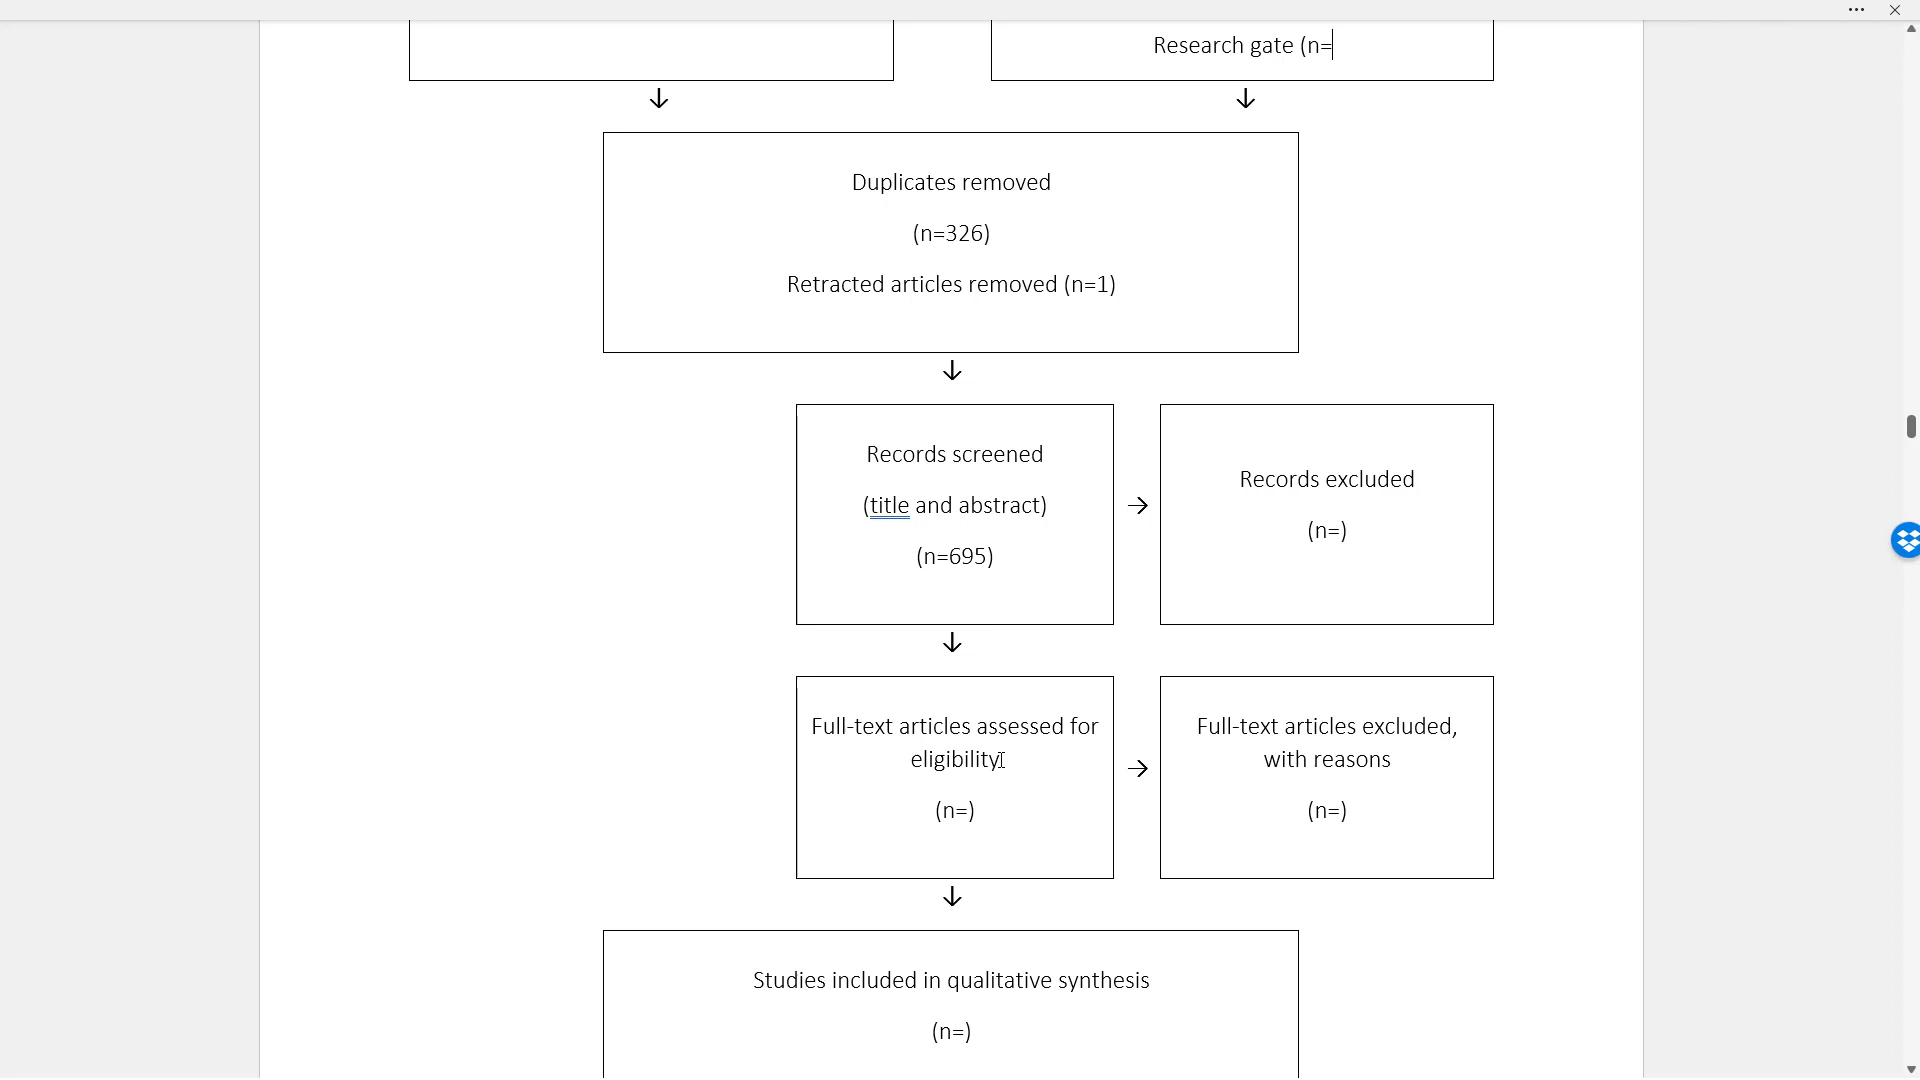 Research gate (n=
Duplicates removed
(n=326)
Retracted articles removed (n=1)
Records screened
(title and abstract)
(n=695)
Records excluded
(n=)
Full-text articles assessed for
eligibility
(n=)
Full-text articles excluded,
with reasons
(n=)
Studies included in qualitative synthesis
(n=)